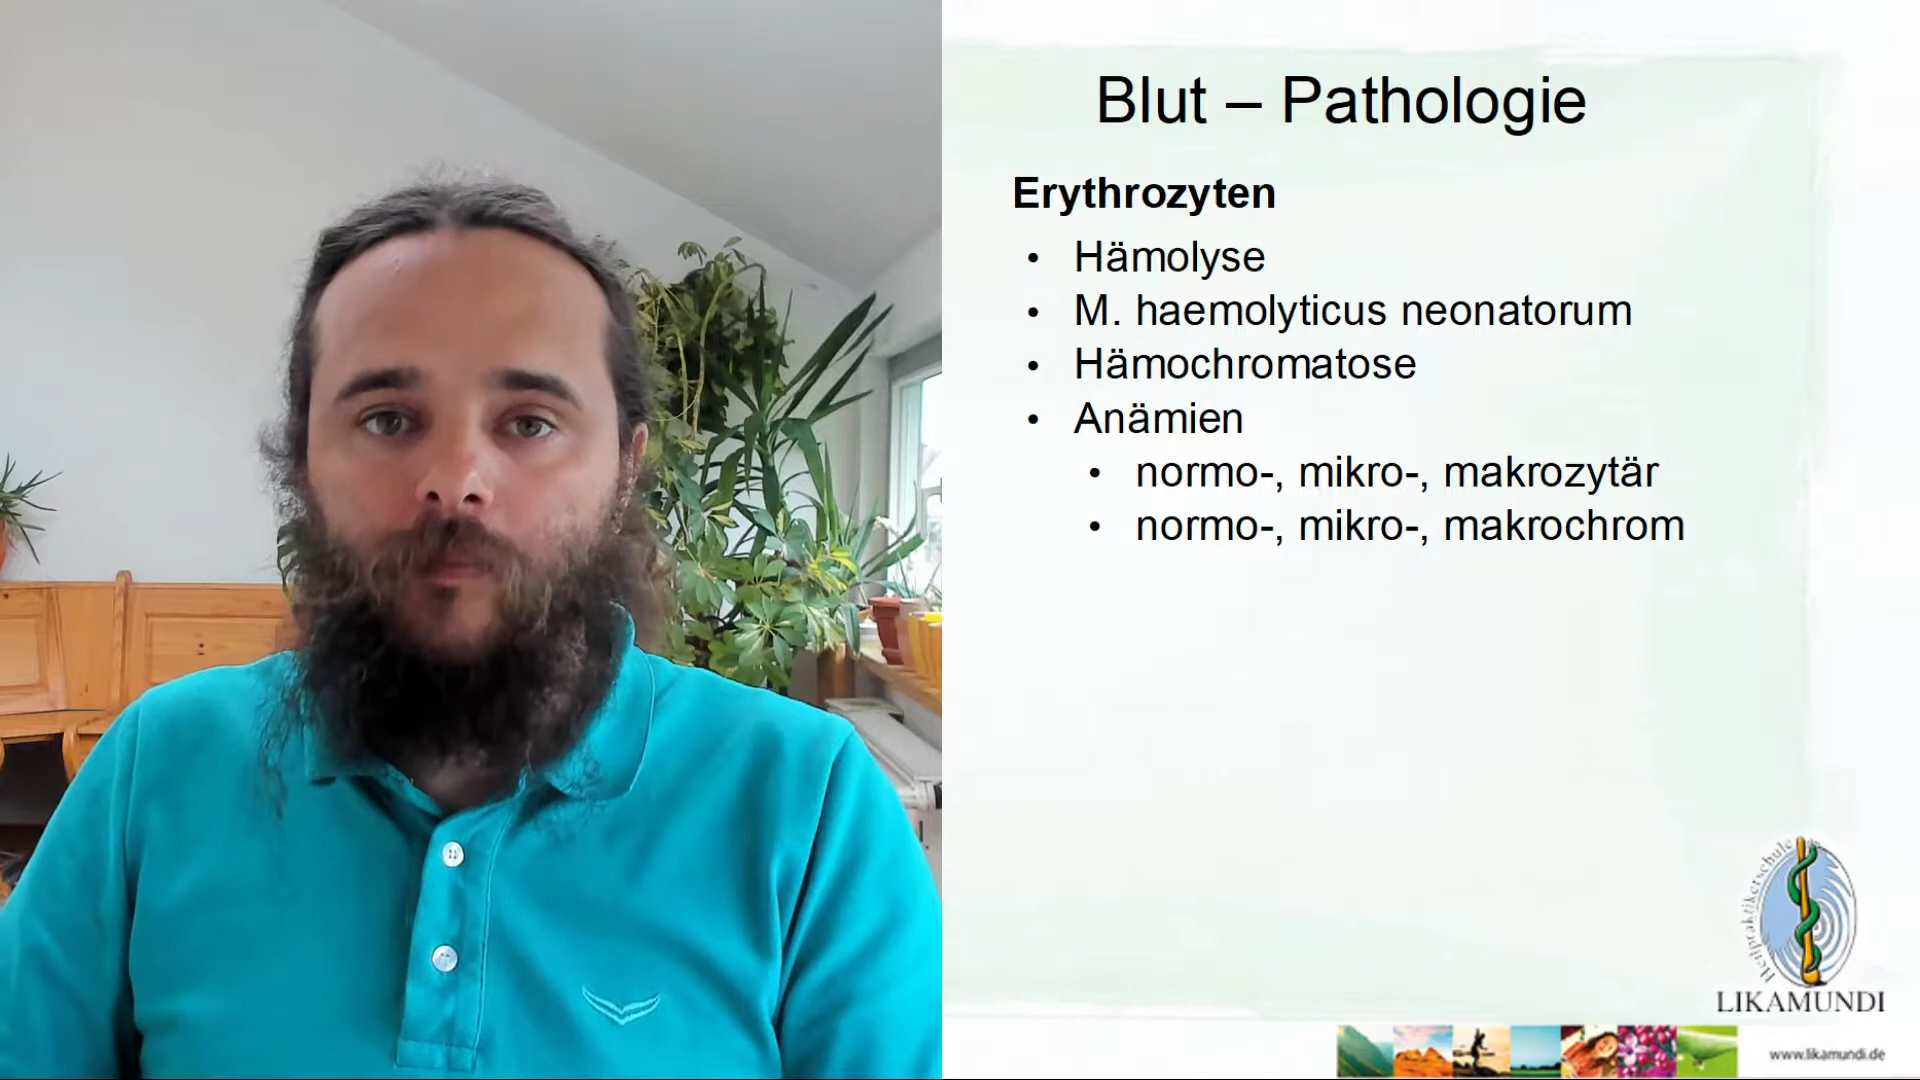 Blut – Pathologie
Erythrozyten
• Hämolyse
• M. haemolyticus neonatorum
• Hämochromatose
• Anämien
• normo-, mikro-, makrozytär
• normo-, mikro-, makrochrom
Heilpraktikerschule
LIKAMUNDI
www.likamundi.de